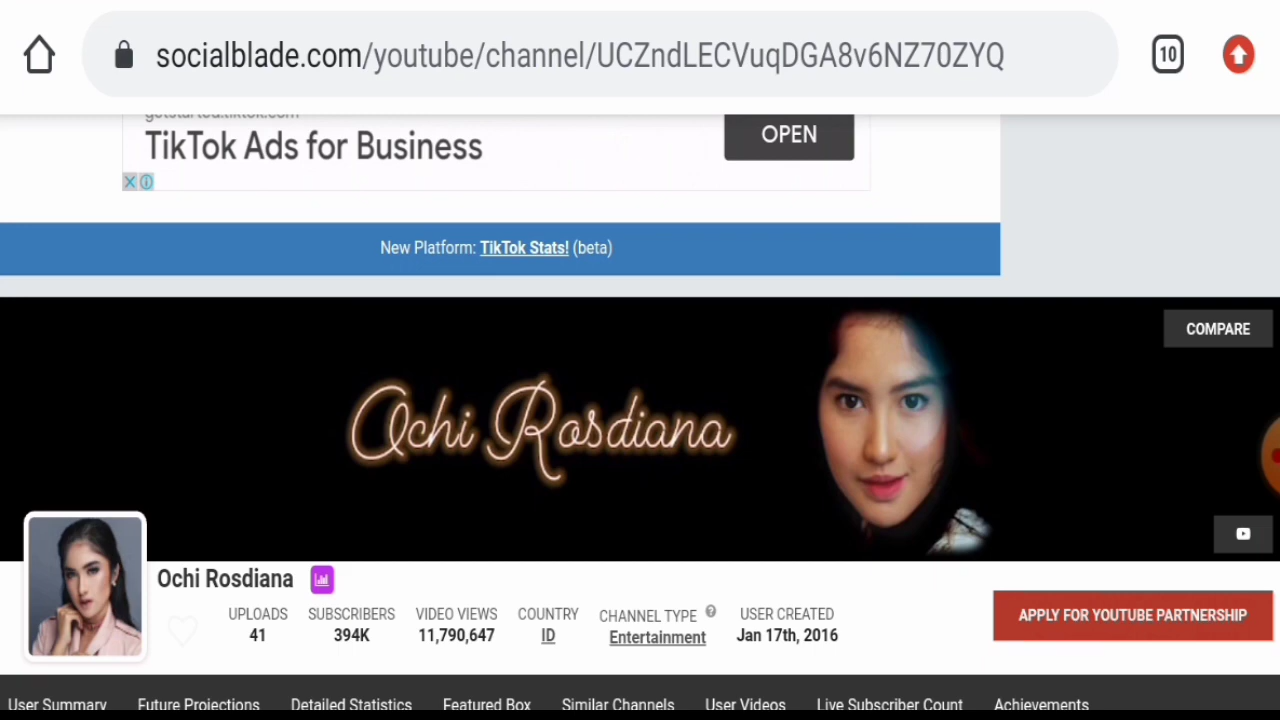 socialblade.com/youtube/channel/UCZndLECVuqDGA8v6NZ70ZYQ
10
getstarted.tiktok.com
TikTok Ads for Business
OPEN
New Platform: TikTok Stats! (beta)
COMPARE
Ochi Rosdiana
Ochi Rosdiana
UPLOADS SUBSCRIBERS VIDEO VIEWS COUNTRY CHANNEL TYPE USER CREATED
41 394K 11,790,647 ID Entertainment Jan 17th, 2016
APPLY FOR YOUTUBE PARTNERSHIP
User Summary Future Projections Detailed Statistics Featured Box Similar Channels User Videos Live Subscriber Count Achievements